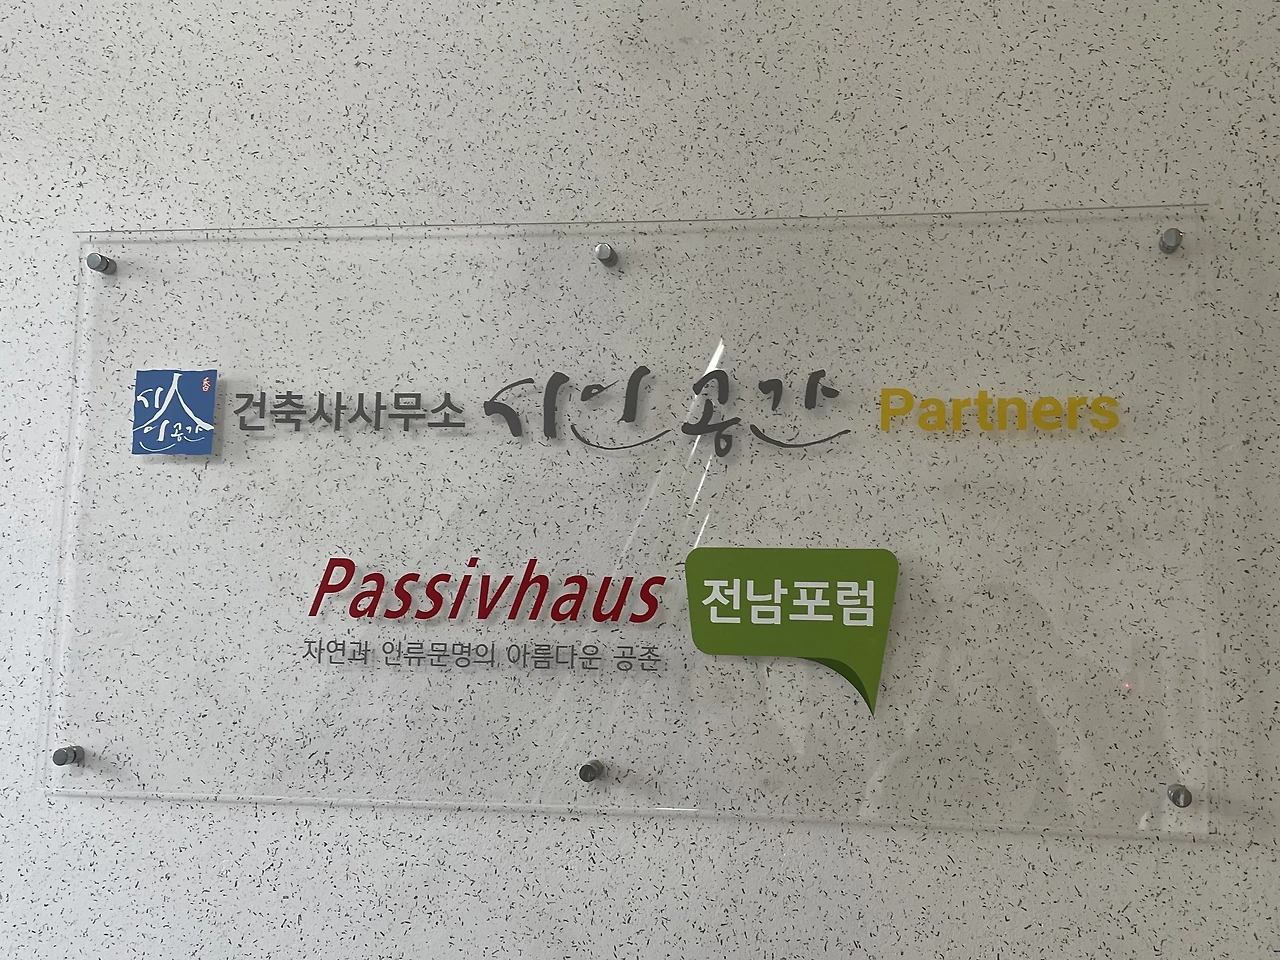 건축사사무소 지인 공간 Partners
Passivhaus 전남포럼
자연과 인류문명의 아름다운 공존